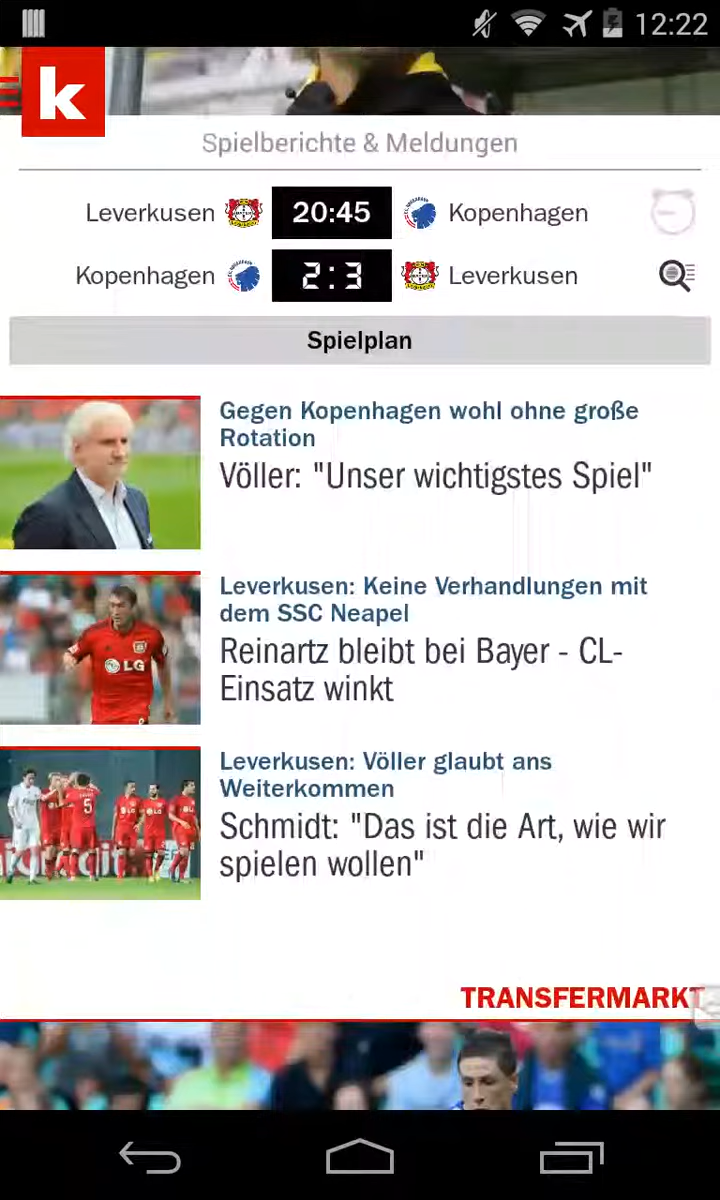 12:22
k
Spielberichte & Meldungen
Leverkusen 20:45 Kopenhagen
Kopenhagen 2:3 Leverkusen
Spielplan
Gegen Kopenhagen wohl ohne große
Rotation
Völler: "Unser wichtigstes Spiel"
Leverkusen: Keine Verhandlungen mit
dem SSC Neapel
Reinartz bleibt bei Bayer - CL-
Einsatz winkt
LG
Leverkusen: Völler glaubt ans
Weiterkommen
Schmidt: "Das ist die Art, wie wir
spielen wollen"
5
TRANSFERMARKT